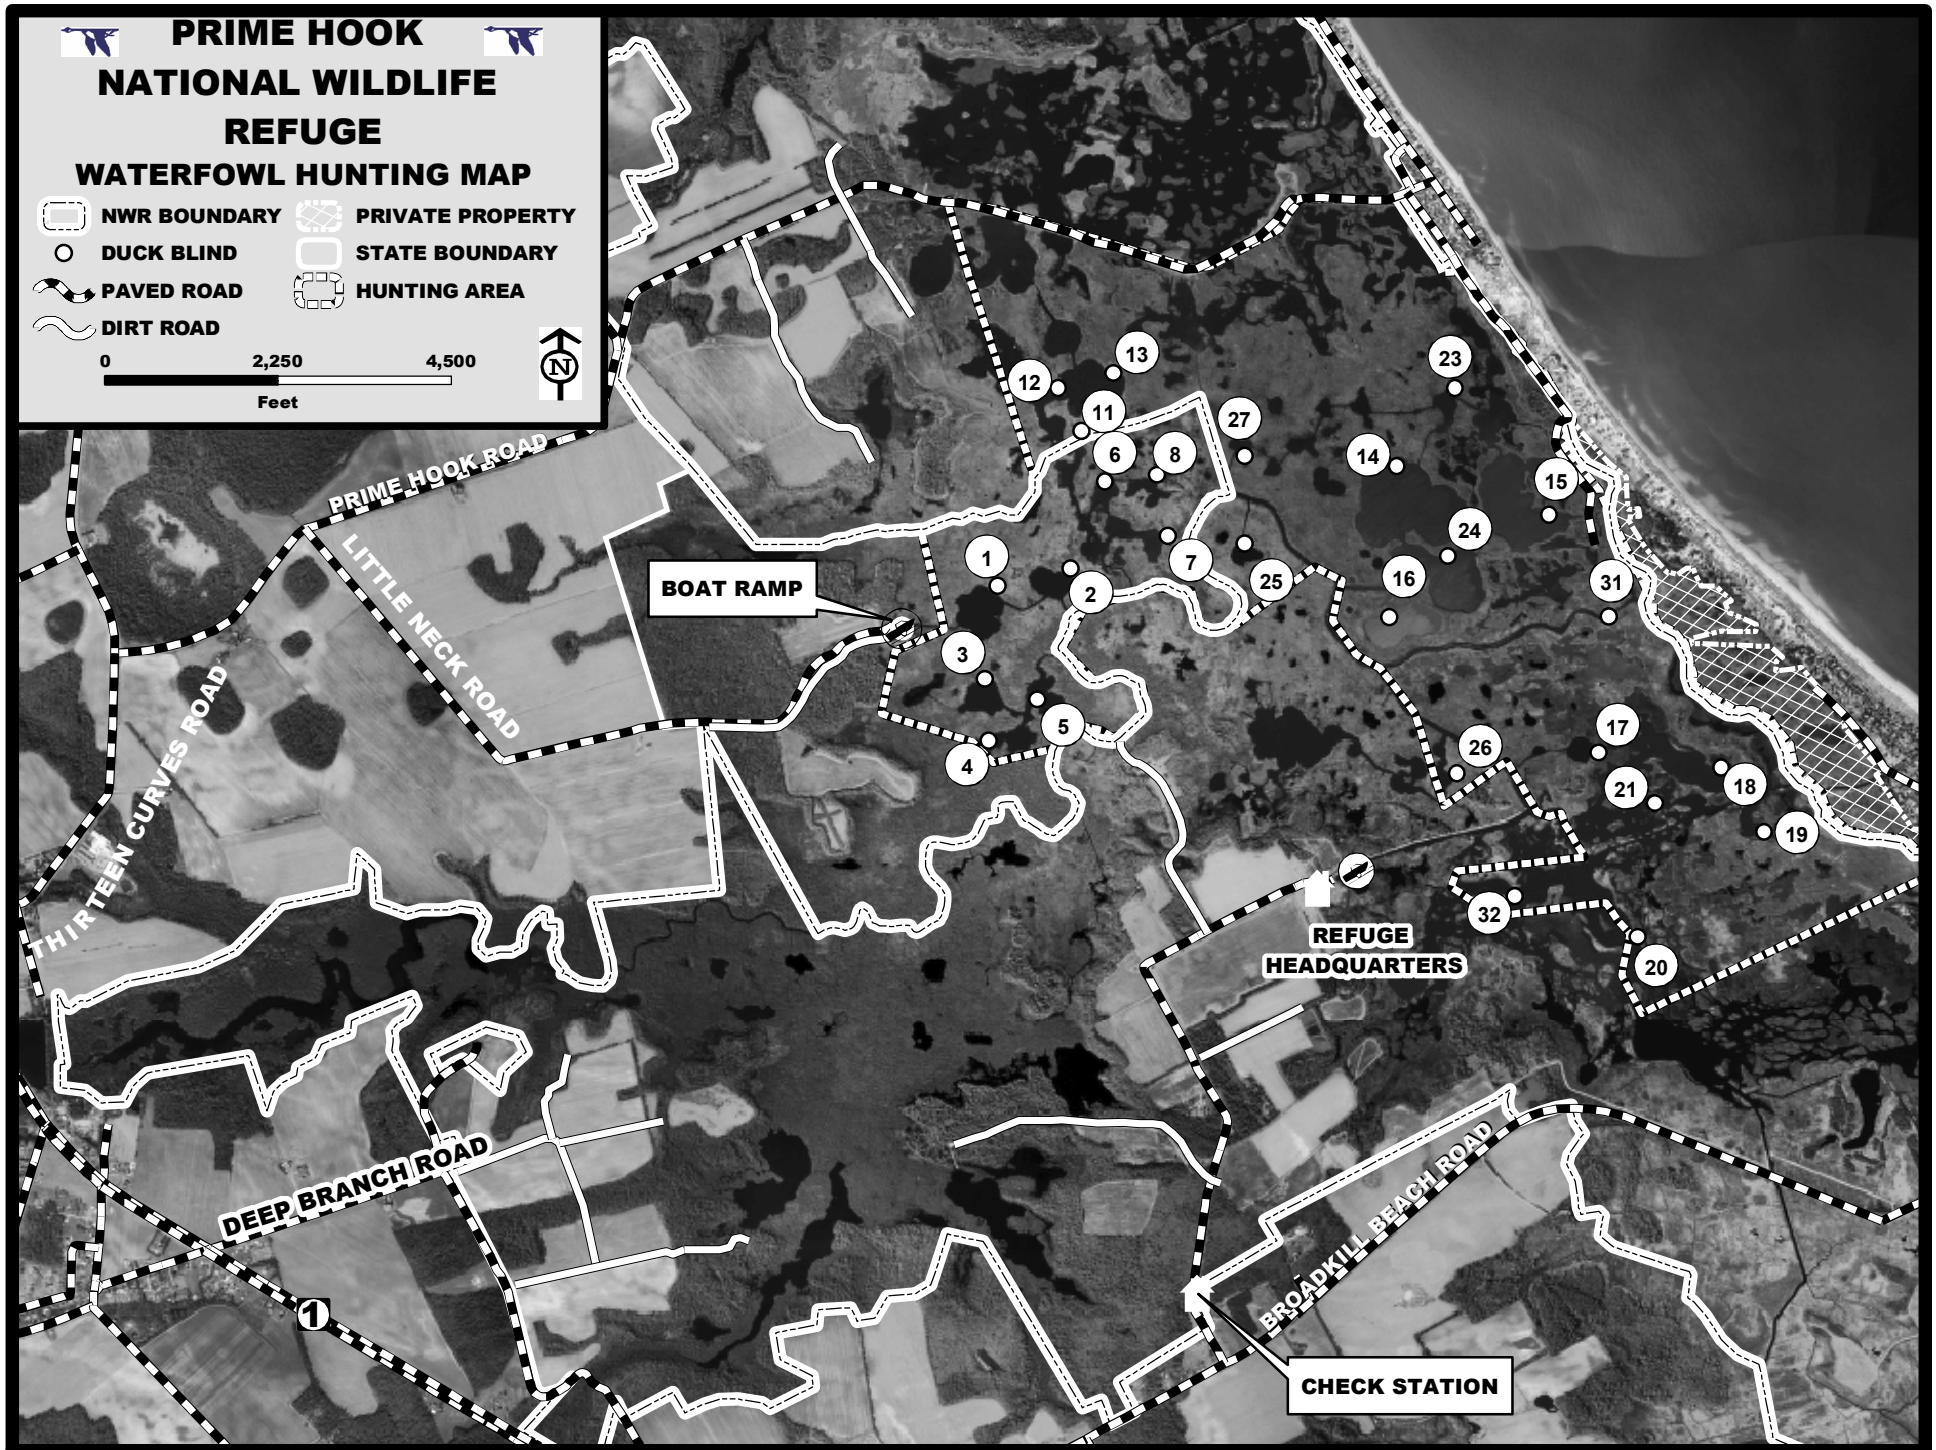 PRIME HOOK
NATIONAL WILDLIFE
REFUGE
WATERFOWL HUNTING MAP
NWR BOUNDARY
PRIVATE PROPERTY
DUCK BLIND
STATE BOUNDARY
PAVED ROAD
HUNTING AREA
DIRT ROAD
0 2,250 4,500
Feet
N
13
23
12
11
27
6
8
14
15
PRIME HOOK ROAD
24
1
7
LITTLE NECK ROAD
BOAT RAMP
25
16
31
2
3
THIRTEEN CURVES ROAD
5
17
26
4
18
21
19
32
REFUGE
HEADQUARTERS
20
DEEP BRANCH ROAD
BROADKILL BEACH ROAD
1
CHECK STATION